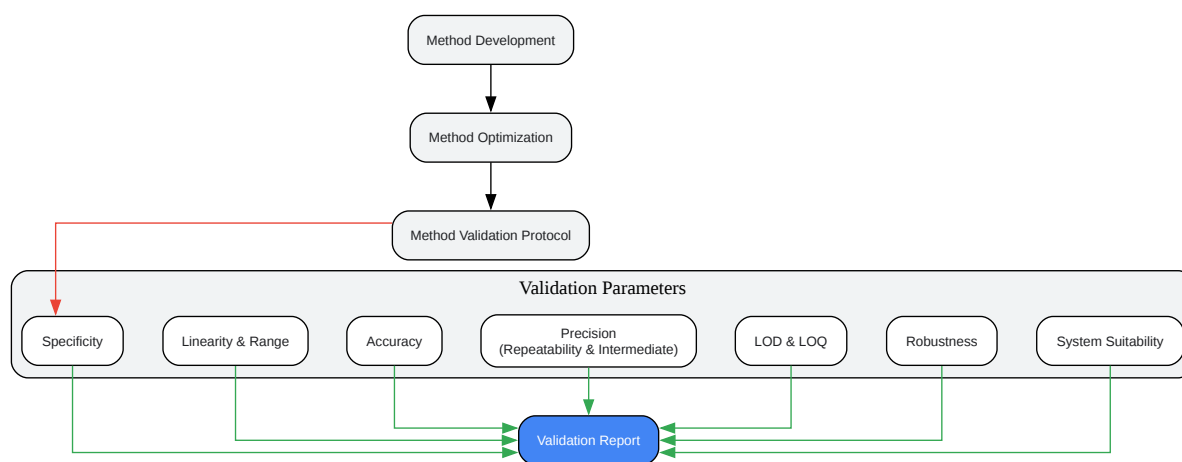 Method Development
Method Optimization
Method Validation Protocol
Validation Parameters
Specificity
Linearity & Range
Accuracy
Precision
(Repeatability & Intermediate)
LOD & LOQ
Robustness
System Suitability
Validation Report